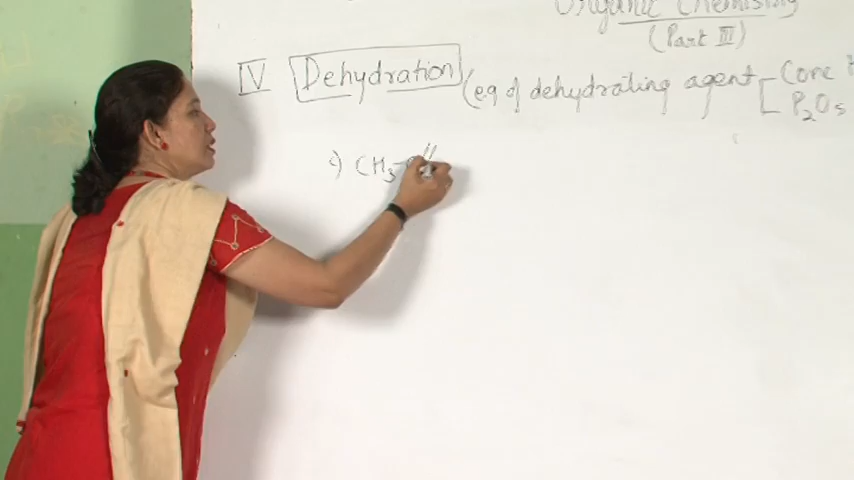 Organic Chemistry
(Part III)
IV Dehydration (eg of dehydrating agent Conc H
P2O5
i) CH3-